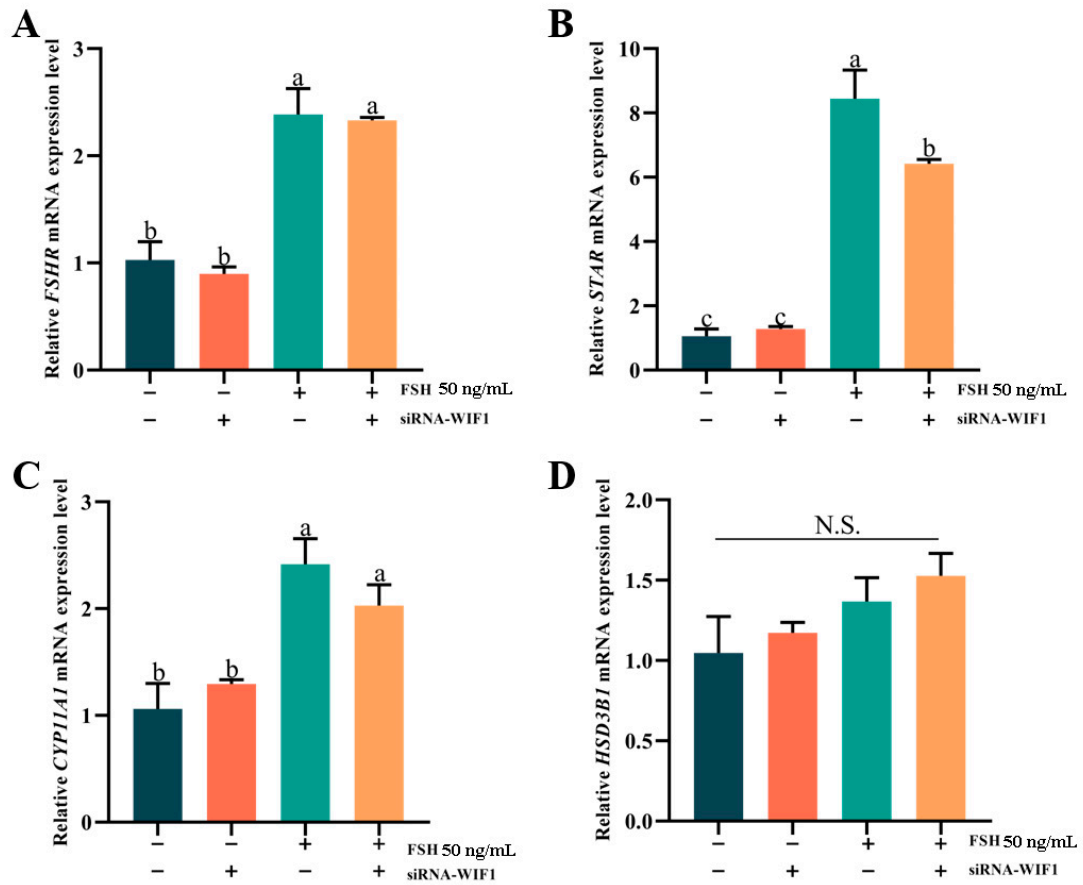 A
Relative FSHR mRNA expression level
3
2
1
0
b
b
a
a
− − + + FSH 50 ng/mL
− + − + siRNA-WIF1
B
Relative STAR mRNA expression level
10
8
6
4
2
0
c
c
a
b
− − + + FSH 50 ng/mL
− + − + siRNA-WIF1
C
Relative CYP11A1 mRNA expression level
3
2
1
0
b
b
a
a
− − + + FSH 50 ng/mL
− + − + siRNA-WIF1
D
Relative HSD3B1 mRNA expression level
2.0
1.5
1.0
0.5
0.0
N.S.
− − + + FSH 50 ng/mL
− + − + siRNA-WIF1